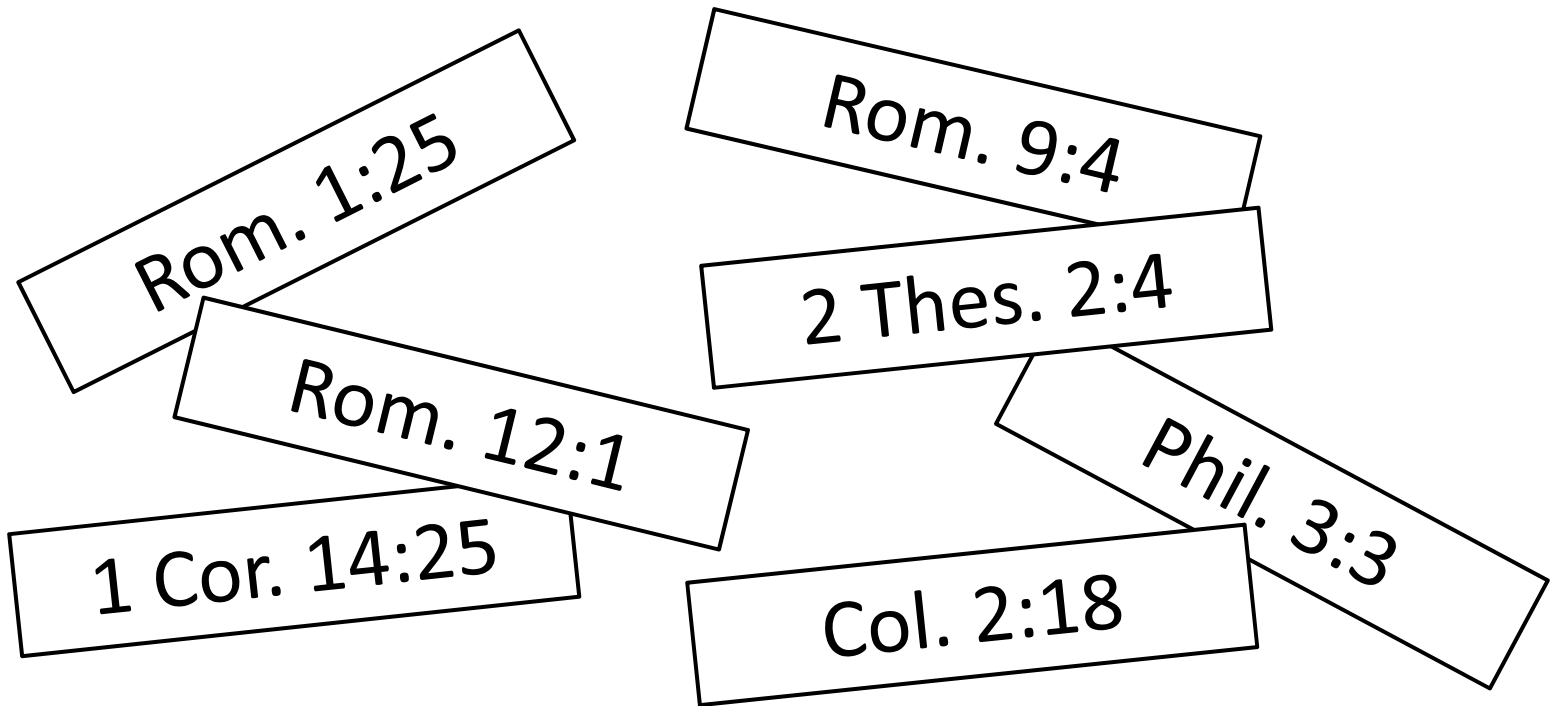 Rom. 1:25
Rom. 9:4
2 Thes. 2:4
Rom. 12:1
Phil. 3:3
1 Cor. 14:25
Col. 2:18